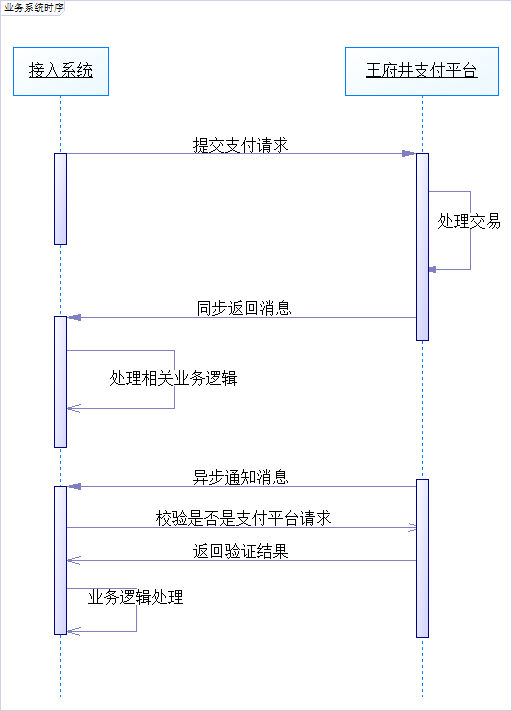 业务系统时序
接入系统
王府井支付平台
提交支付请求
处理交易
同步返回消息
处理相关业务逻辑
异步通知消息
校验是否是支付平台请求
返回验证结果
业务逻辑处理